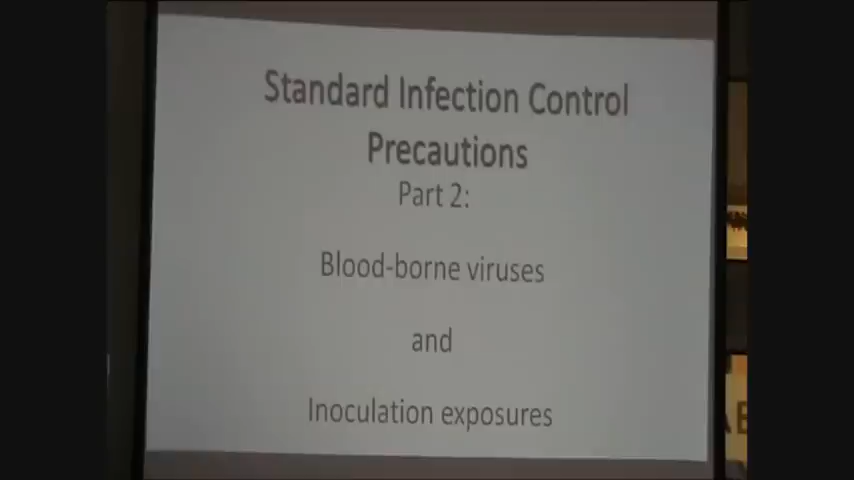 Standard Infection Control
Precautions
Part 2:
Blood-borne viruses
and
Inoculation exposures